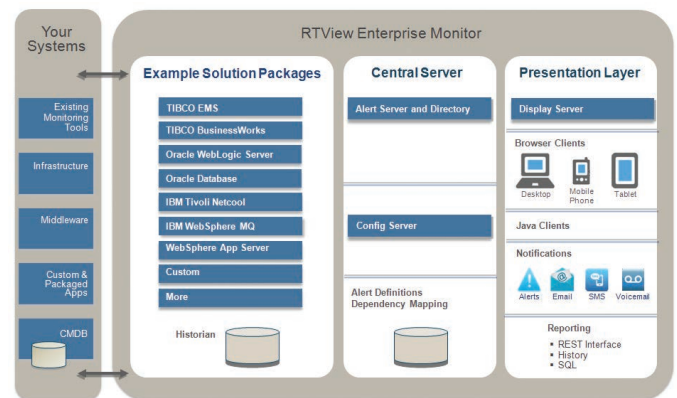 Your
Systems
Existing
Monitoring
Tools
Infrastructure
Middleware
Custom &
Packaged
Apps
CMDB
RTView Enterprise Monitor
Example Solution Packages
TIBCO EMS
TIBCO BusinessWorks
Oracle WebLogic Server
Oracle Database
IBM Tivoli Netcool
IBM WebSphere MQ
WebSphere App Server
Custom
More
Historian
Central Server
Alert Server and Directory
Config Server
Alert Definitions
Dependency Mapping
Presentation Layer
Display Server
Browser Clients
Desktop
Mobile
Phone
Tablet
Java Clients
Notifications
Alerts
Email
SMS
Voicemail
Reporting
▪ REST Interface
▪ History
▪ SQL